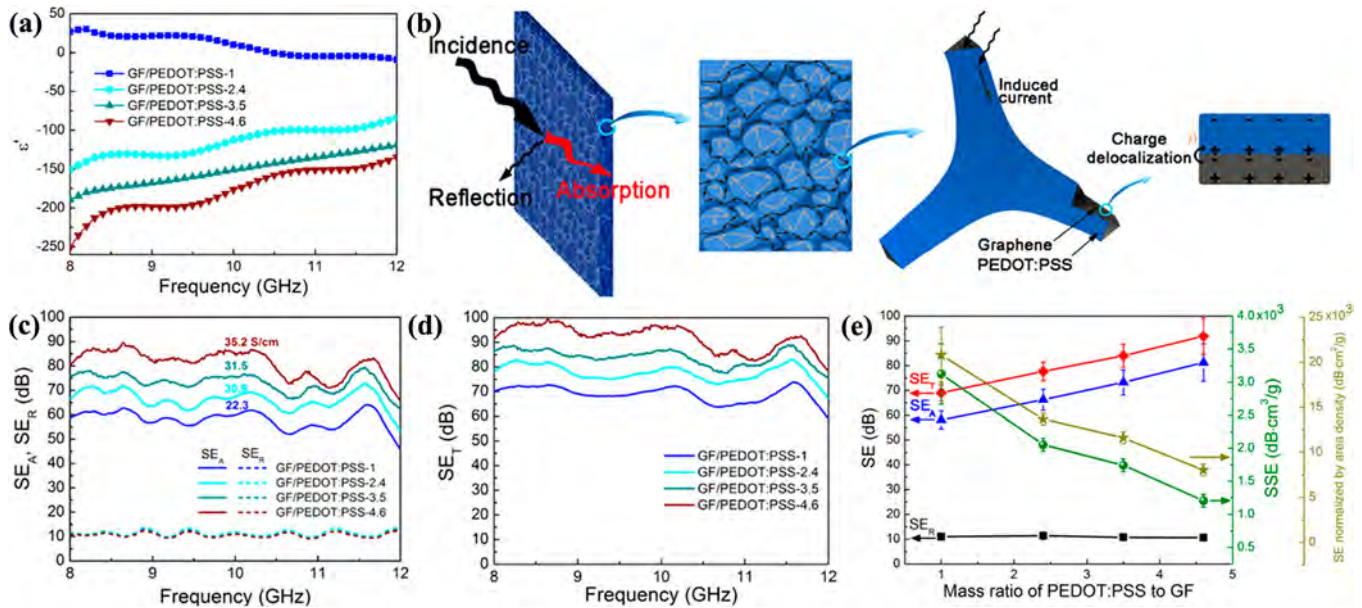 (a)
50
0
-50
-100
-150
-200
-250
ε'
GF/PEDOT:PSS-1
GF/PEDOT:PSS-2.4
GF/PEDOT:PSS-3.5
GF/PEDOT:PSS-4.6
8 9 10 11 12
Frequency (GHz)
(b)
Incidence
Reflection
Absorption
Induced
current
Graphene
PEDOT:PSS
Charge
delocalization
- - - -
+ + + +
- - - -
+ + + +
(c)
100
90
80
70
60
50
40
30
20
10
0
SE_A, SE_R (dB)
35.2 S/cm
31.5
30.9
22.3
SE_A SE_R
GF/PEDOT:PSS-1
GF/PEDOT:PSS-2.4
GF/PEDOT:PSS-3.5
GF/PEDOT:PSS-4.6
8 9 10 11 12
Frequency (GHz)
(d)
100
90
80
70
60
50
40
30
20
10
0
SE_T (dB)
GF/PEDOT:PSS-1
GF/PEDOT:PSS-2.4
GF/PEDOT:PSS-3.5
GF/PEDOT:PSS-4.6
8 9 10 11 12
Frequency (GHz)
(e)
100
90
80
70
60
50
40
30
20
10
0
SE (dB)
SE_T
SE_A
SE_R
1 2 3 4 5
Mass ratio of PEDOT:PSS to GF
4.0x10³
3.5
3.0
2.5
2.0
1.5
1.0
0.5
SSE (dB·cm³/g)
25x10³
20
15
10
5
0
SE normalized by area density (dB·cm²/g)